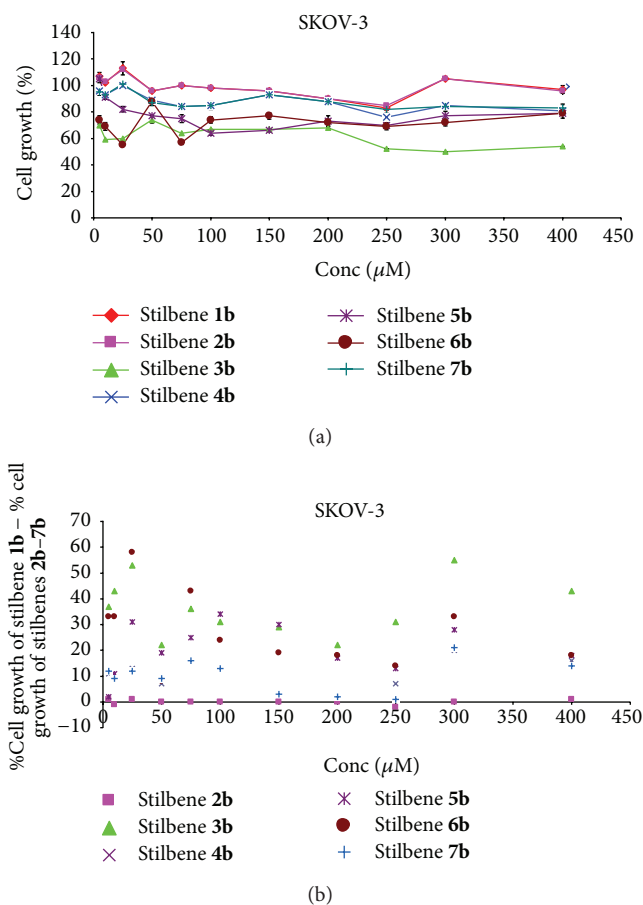 SKOV-3
140
120
100
80
60
40
20
0
Cell growth (%)
0 50 100 150 200 250 300 350 400 450
Conc (μM)
Stilbene 1b
Stilbene 2b
Stilbene 3b
Stilbene 4b
Stilbene 5b
Stilbene 6b
Stilbene 7b
(a)
SKOV-3
70
60
50
40
30
20
10
0
−10
%Cell growth of stilbene 1b – % cell
growth of stilbenes 2b–7b
0 50 100 150 200 250 300 350 400 450
Conc (μM)
Stilbene 2b
Stilbene 3b
Stilbene 4b
Stilbene 5b
Stilbene 6b
Stilbene 7b
(b)